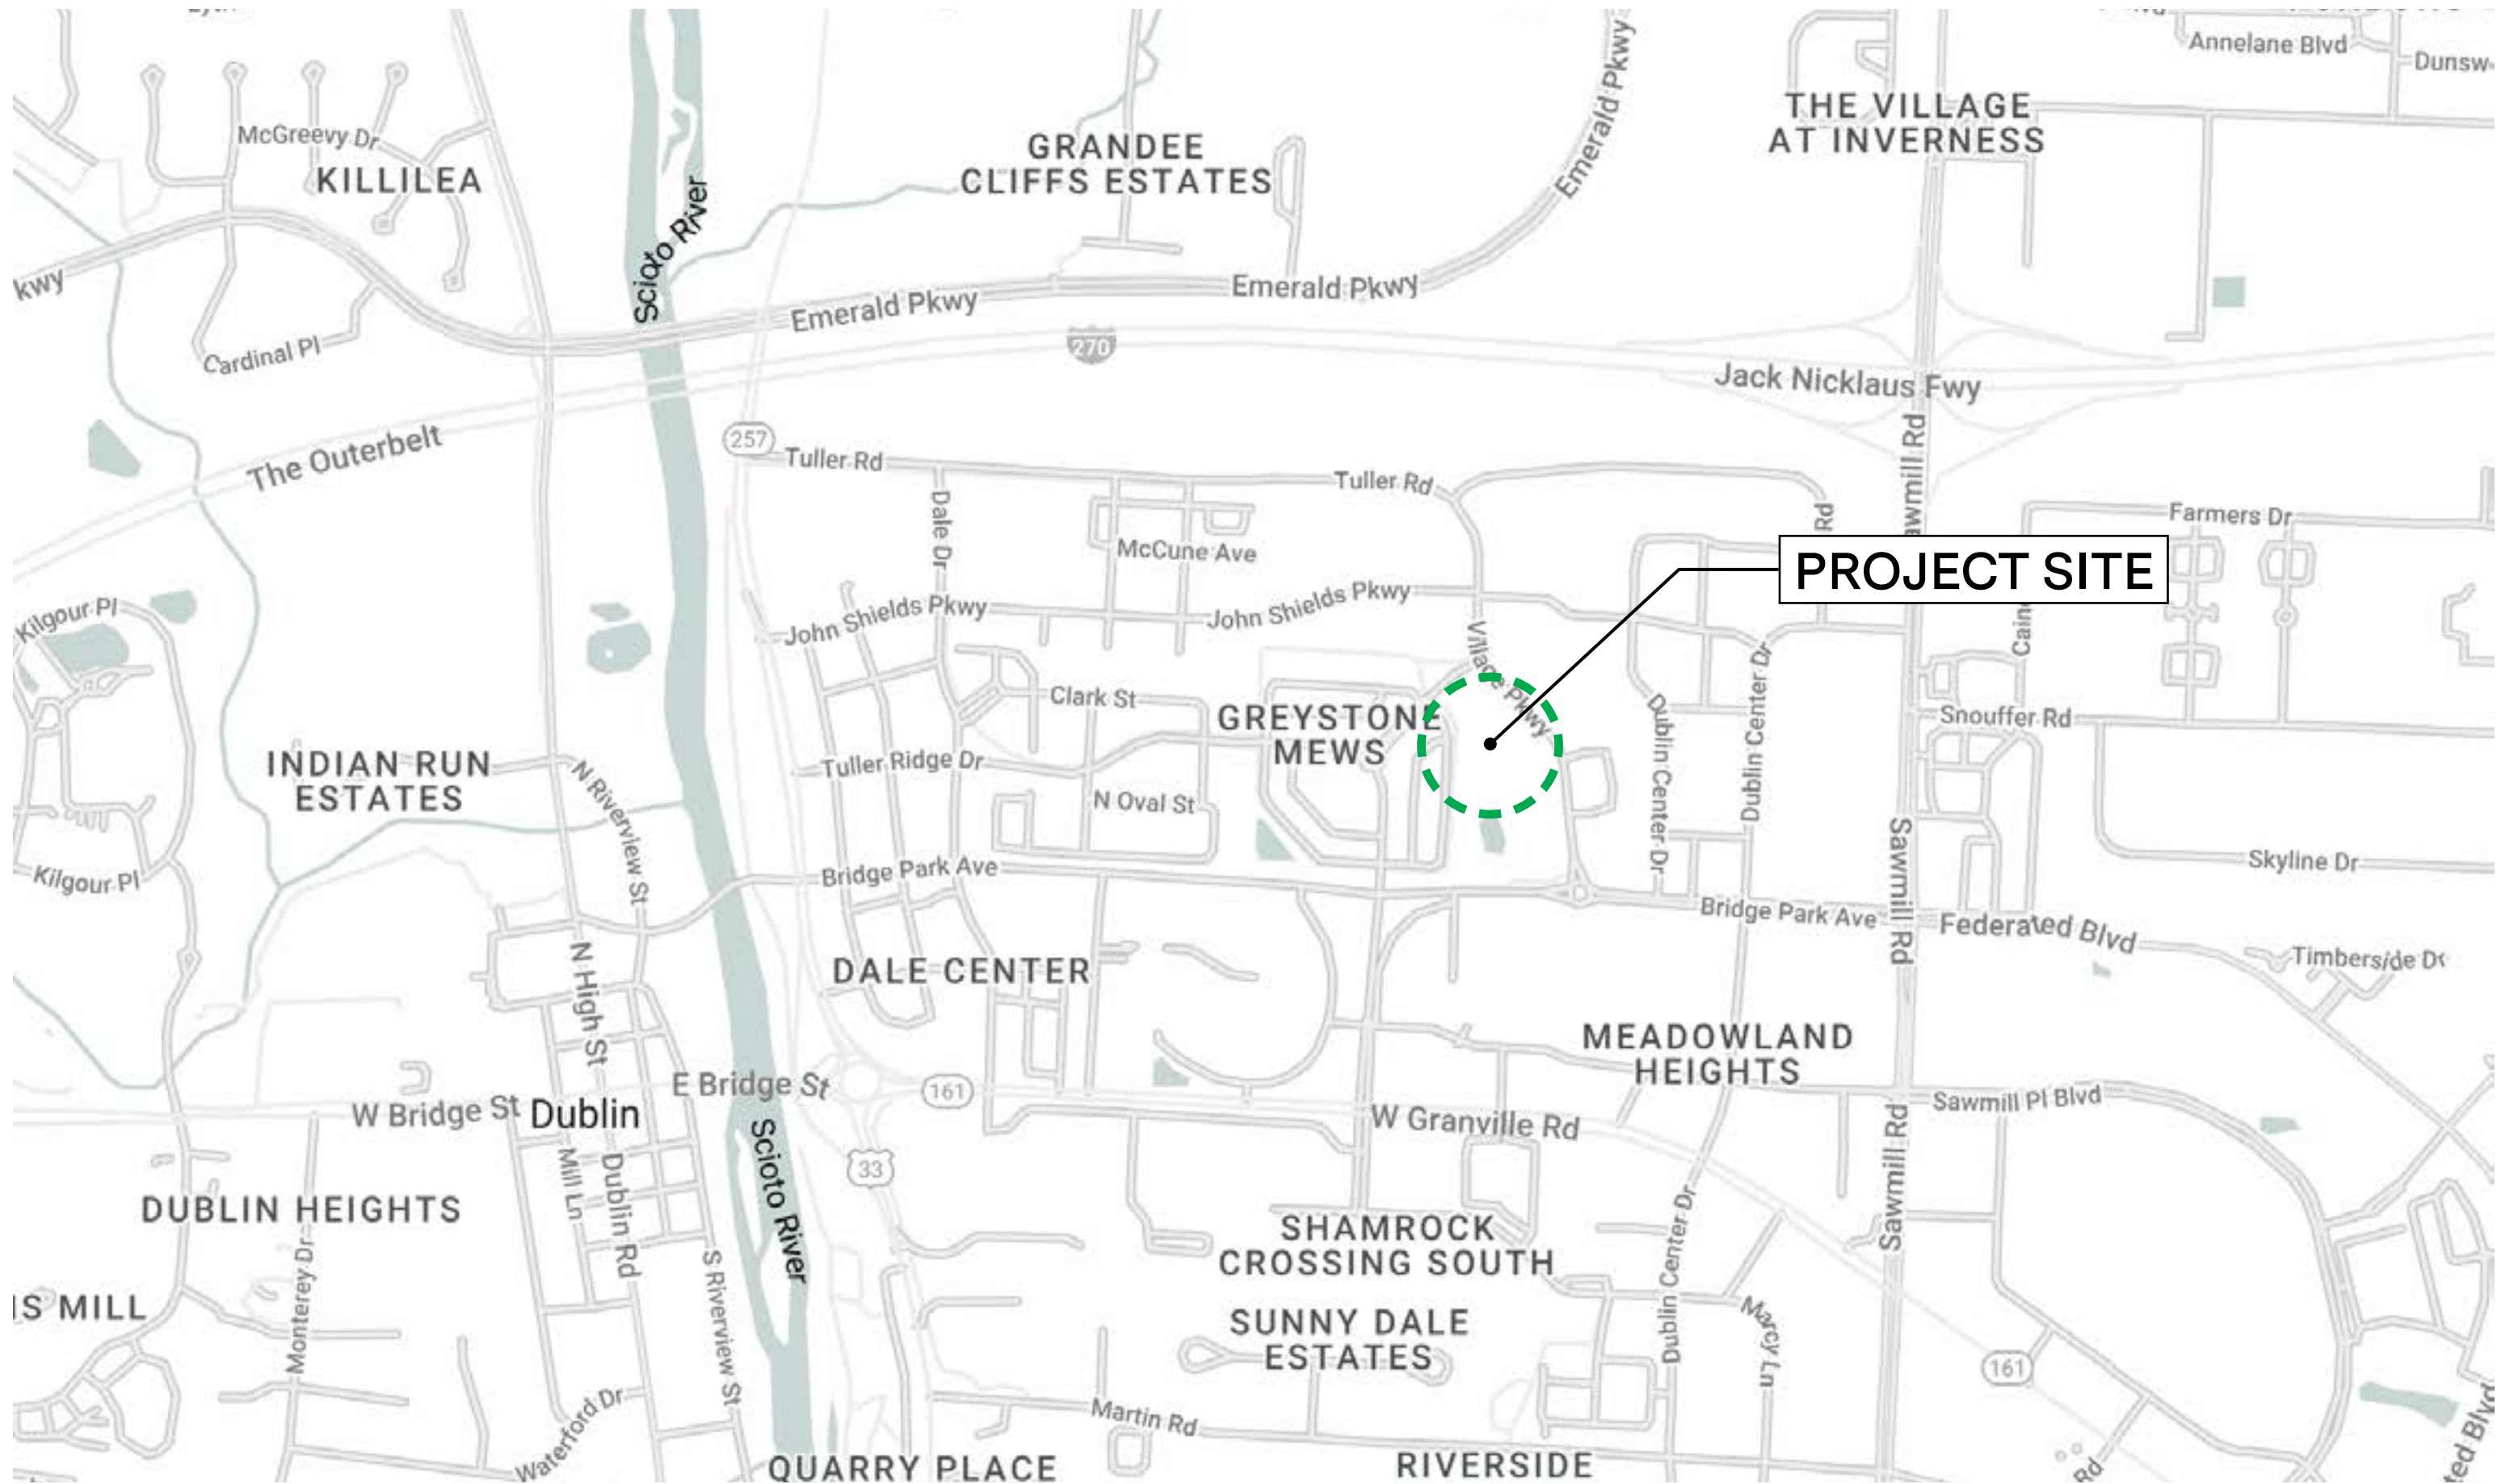 Annelane Blvd
Dunsw
THE VILLAGE
AT INVERNESS
Emerald Pkwy
McGreevy Dr
KILLILEA
GRANDEE
CLIFFS ESTATES
Scioto River
kwy
Emerald Pkwy
Emerald Pkwy
Cardinal Pl
270
Jack Nicklaus Fwy
The Outerbelt
257
Tuller Rd
Tuller Rd
Dale Dr
Rd
Sawmill Rd
Farmers Dr
McCune Ave
PROJECT SITE
Kilgour Pl
John Shields Pkwy
John Shields Pkwy
Village Pkwy
Clark St
GREYSTONE
MEWS
Dublin Center Dr
Dublin Center Dr
Snouffer Rd
INDIAN RUN
ESTATES
N Riverview St
Tuller Ridge Dr
N Oval St
Kilgour Pl
Bridge Park Ave
Sawmill Rd
Skyline Dr
Bridge Park Ave
Federated Blvd
Timberside Dr
N High St
DALE CENTER
MEADOWLAND
HEIGHTS
W Bridge St
Dublin
E Bridge St
161
W Granville Rd
Sawmill Pl Blvd
Sawmill Rd
Scioto River
33
Mill Ln
Dublin Rd
DUBLIN HEIGHTS
Monterey Dr
S Riverview St
SHAMROCK
CROSSING SOUTH
Dublin Center Dr
IS MILL
SUNNY DALE
ESTATES
Marcy Ln
161
Waterford Dr
Martin Rd
QUARRY PLACE
RIVERSIDE
Rd
ted Blvd